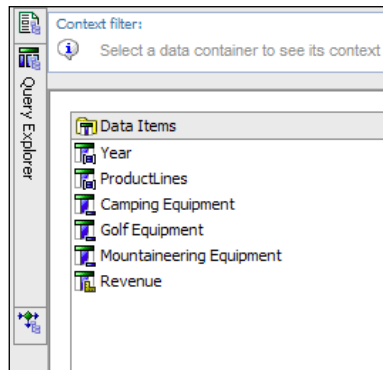 Context filter:
Select a data container to see its context
Query Explorer
Data Items
Year
ProductLines
Camping Equipment
Golf Equipment
Mountaineering Equipment
Revenue